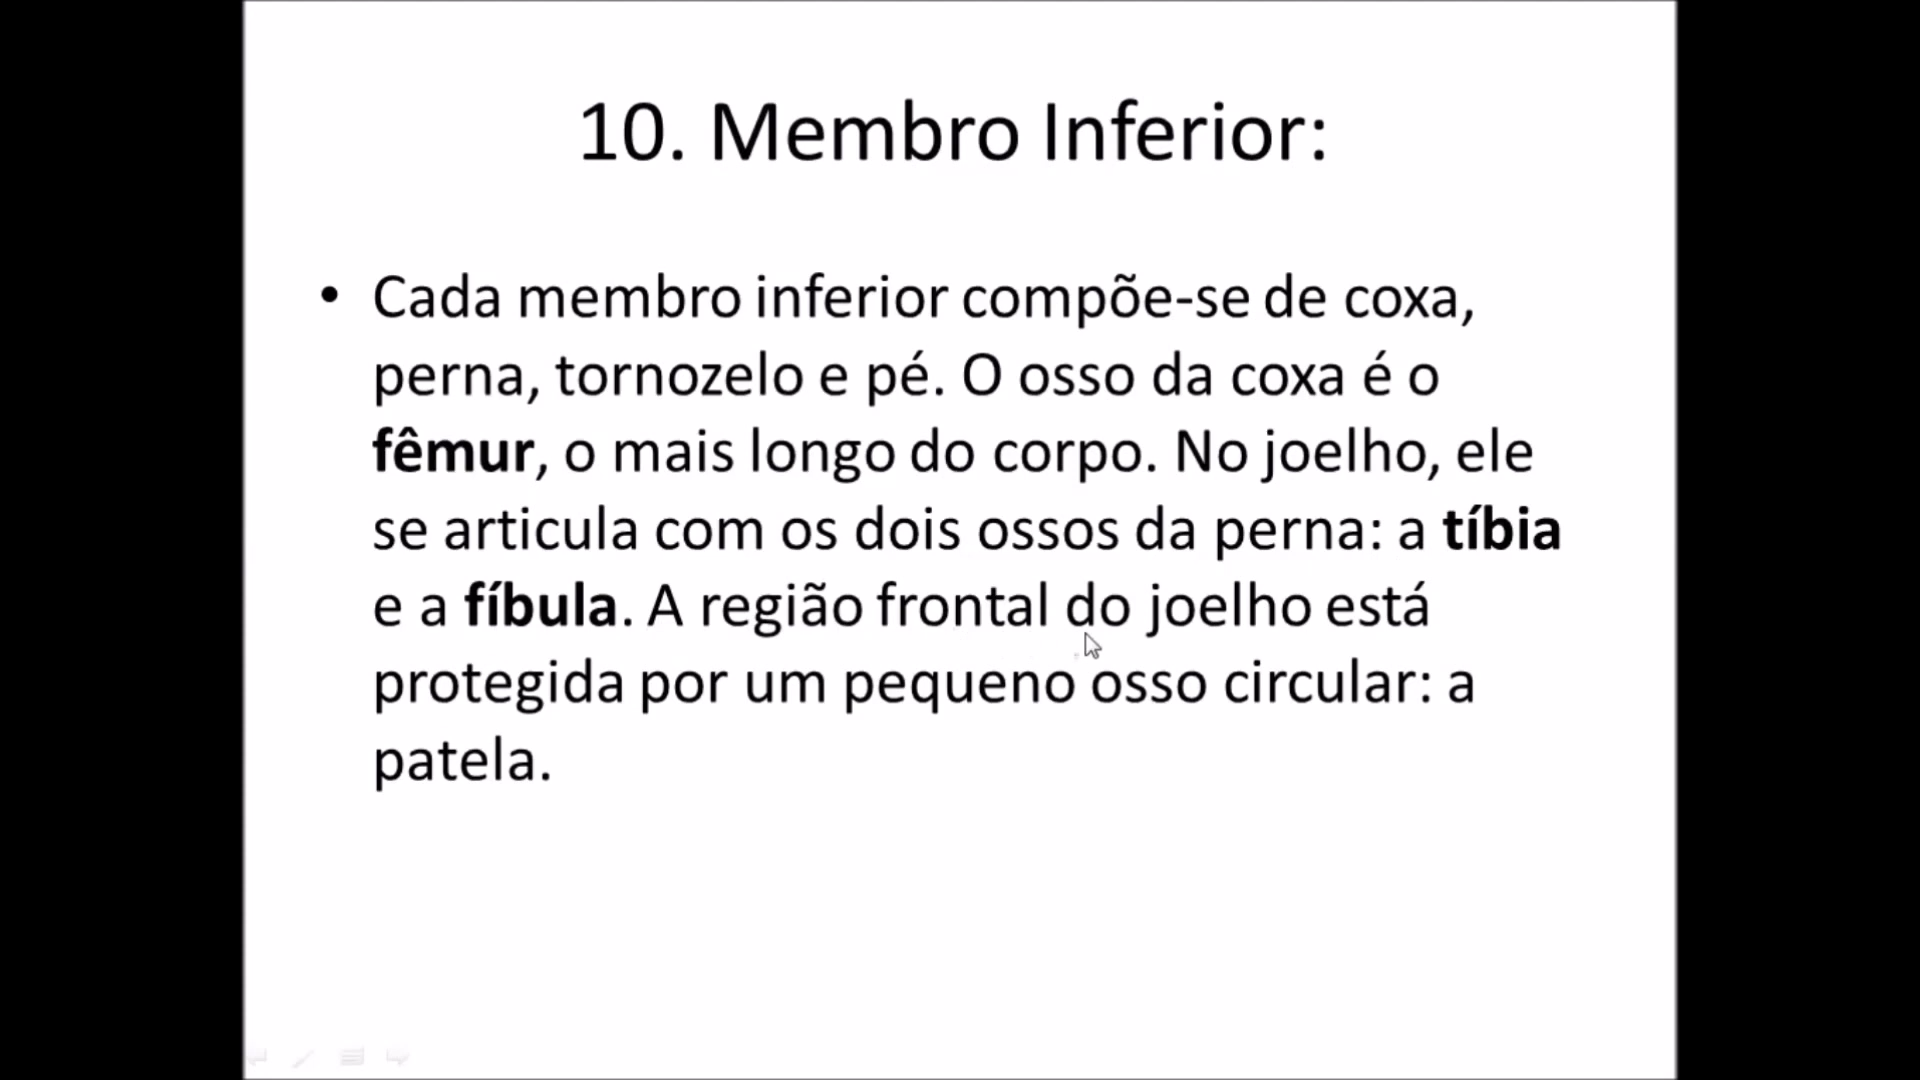 10. Membro Inferior:
• Cada membro inferior compõe-se de coxa,
perna, tornozelo e pé. O osso da coxa é o
fêmur, o mais longo do corpo. No joelho, ele
se articula com os dois ossos da perna: a tíbia
e a fíbula. A região frontal do joelho está
protegida por um pequeno osso circular: a
patela.